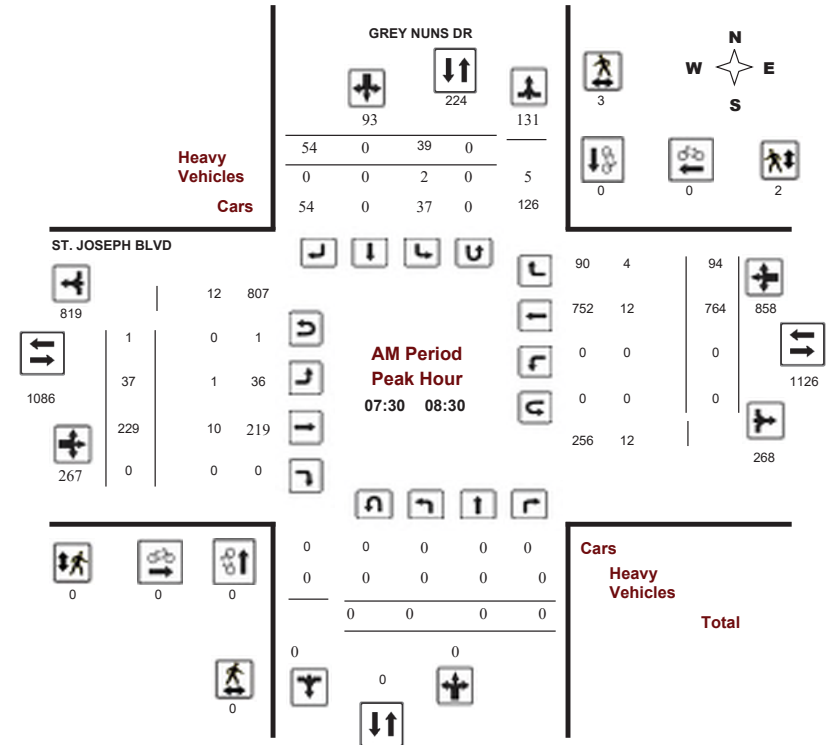 GREY NUNS DR
N
W E
S
224
3
93 131
54 0 39 0
Heavy
Vehicles 0 0 2 0 5
Cars 54 0 37 0 126
0 0 2
ST. JOSEPH BLVD
90 4 94
819 12 807
752 12 764 858
1 0 1
AM Period
Peak Hour
07:30 08:30
0 0 0
1086 37 1 36
1126
0 0 0
229 10 219
256 12 268
267 0 0 0
0 0 0 0 0 Cars
0 0 0 0 0 Heavy
Vehicles
0 0 0
0 0 0 0 Total
0 0
0
0